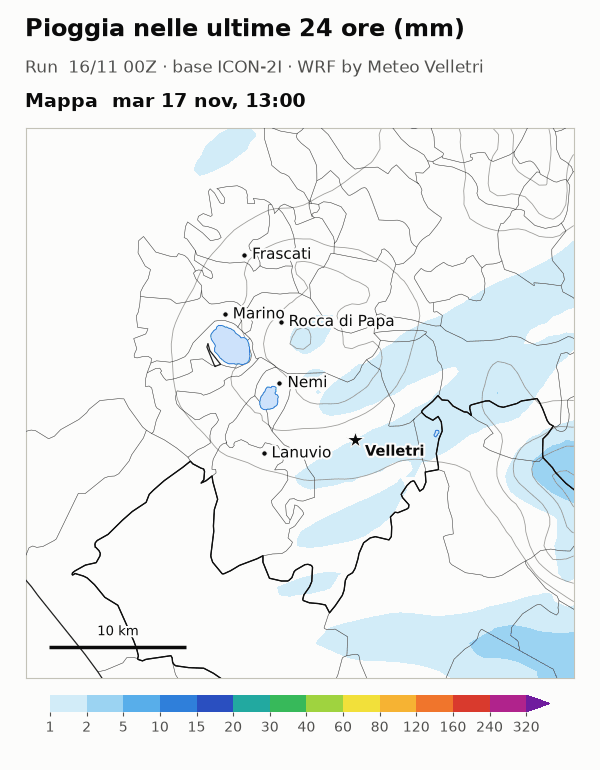 Pioggia nelle ultime 24 ore (mm)
Run  16/11 00Z · base ICON-2I · WRF by Meteo Velletri
Mappa  mar 17 nov, 13:00
Frascati
Marino
Rocca di Papa
Nemi
Velletri
Lanuvio
10 km
1 2 5 10 15 20 30 40 60 80 120 160 240 320